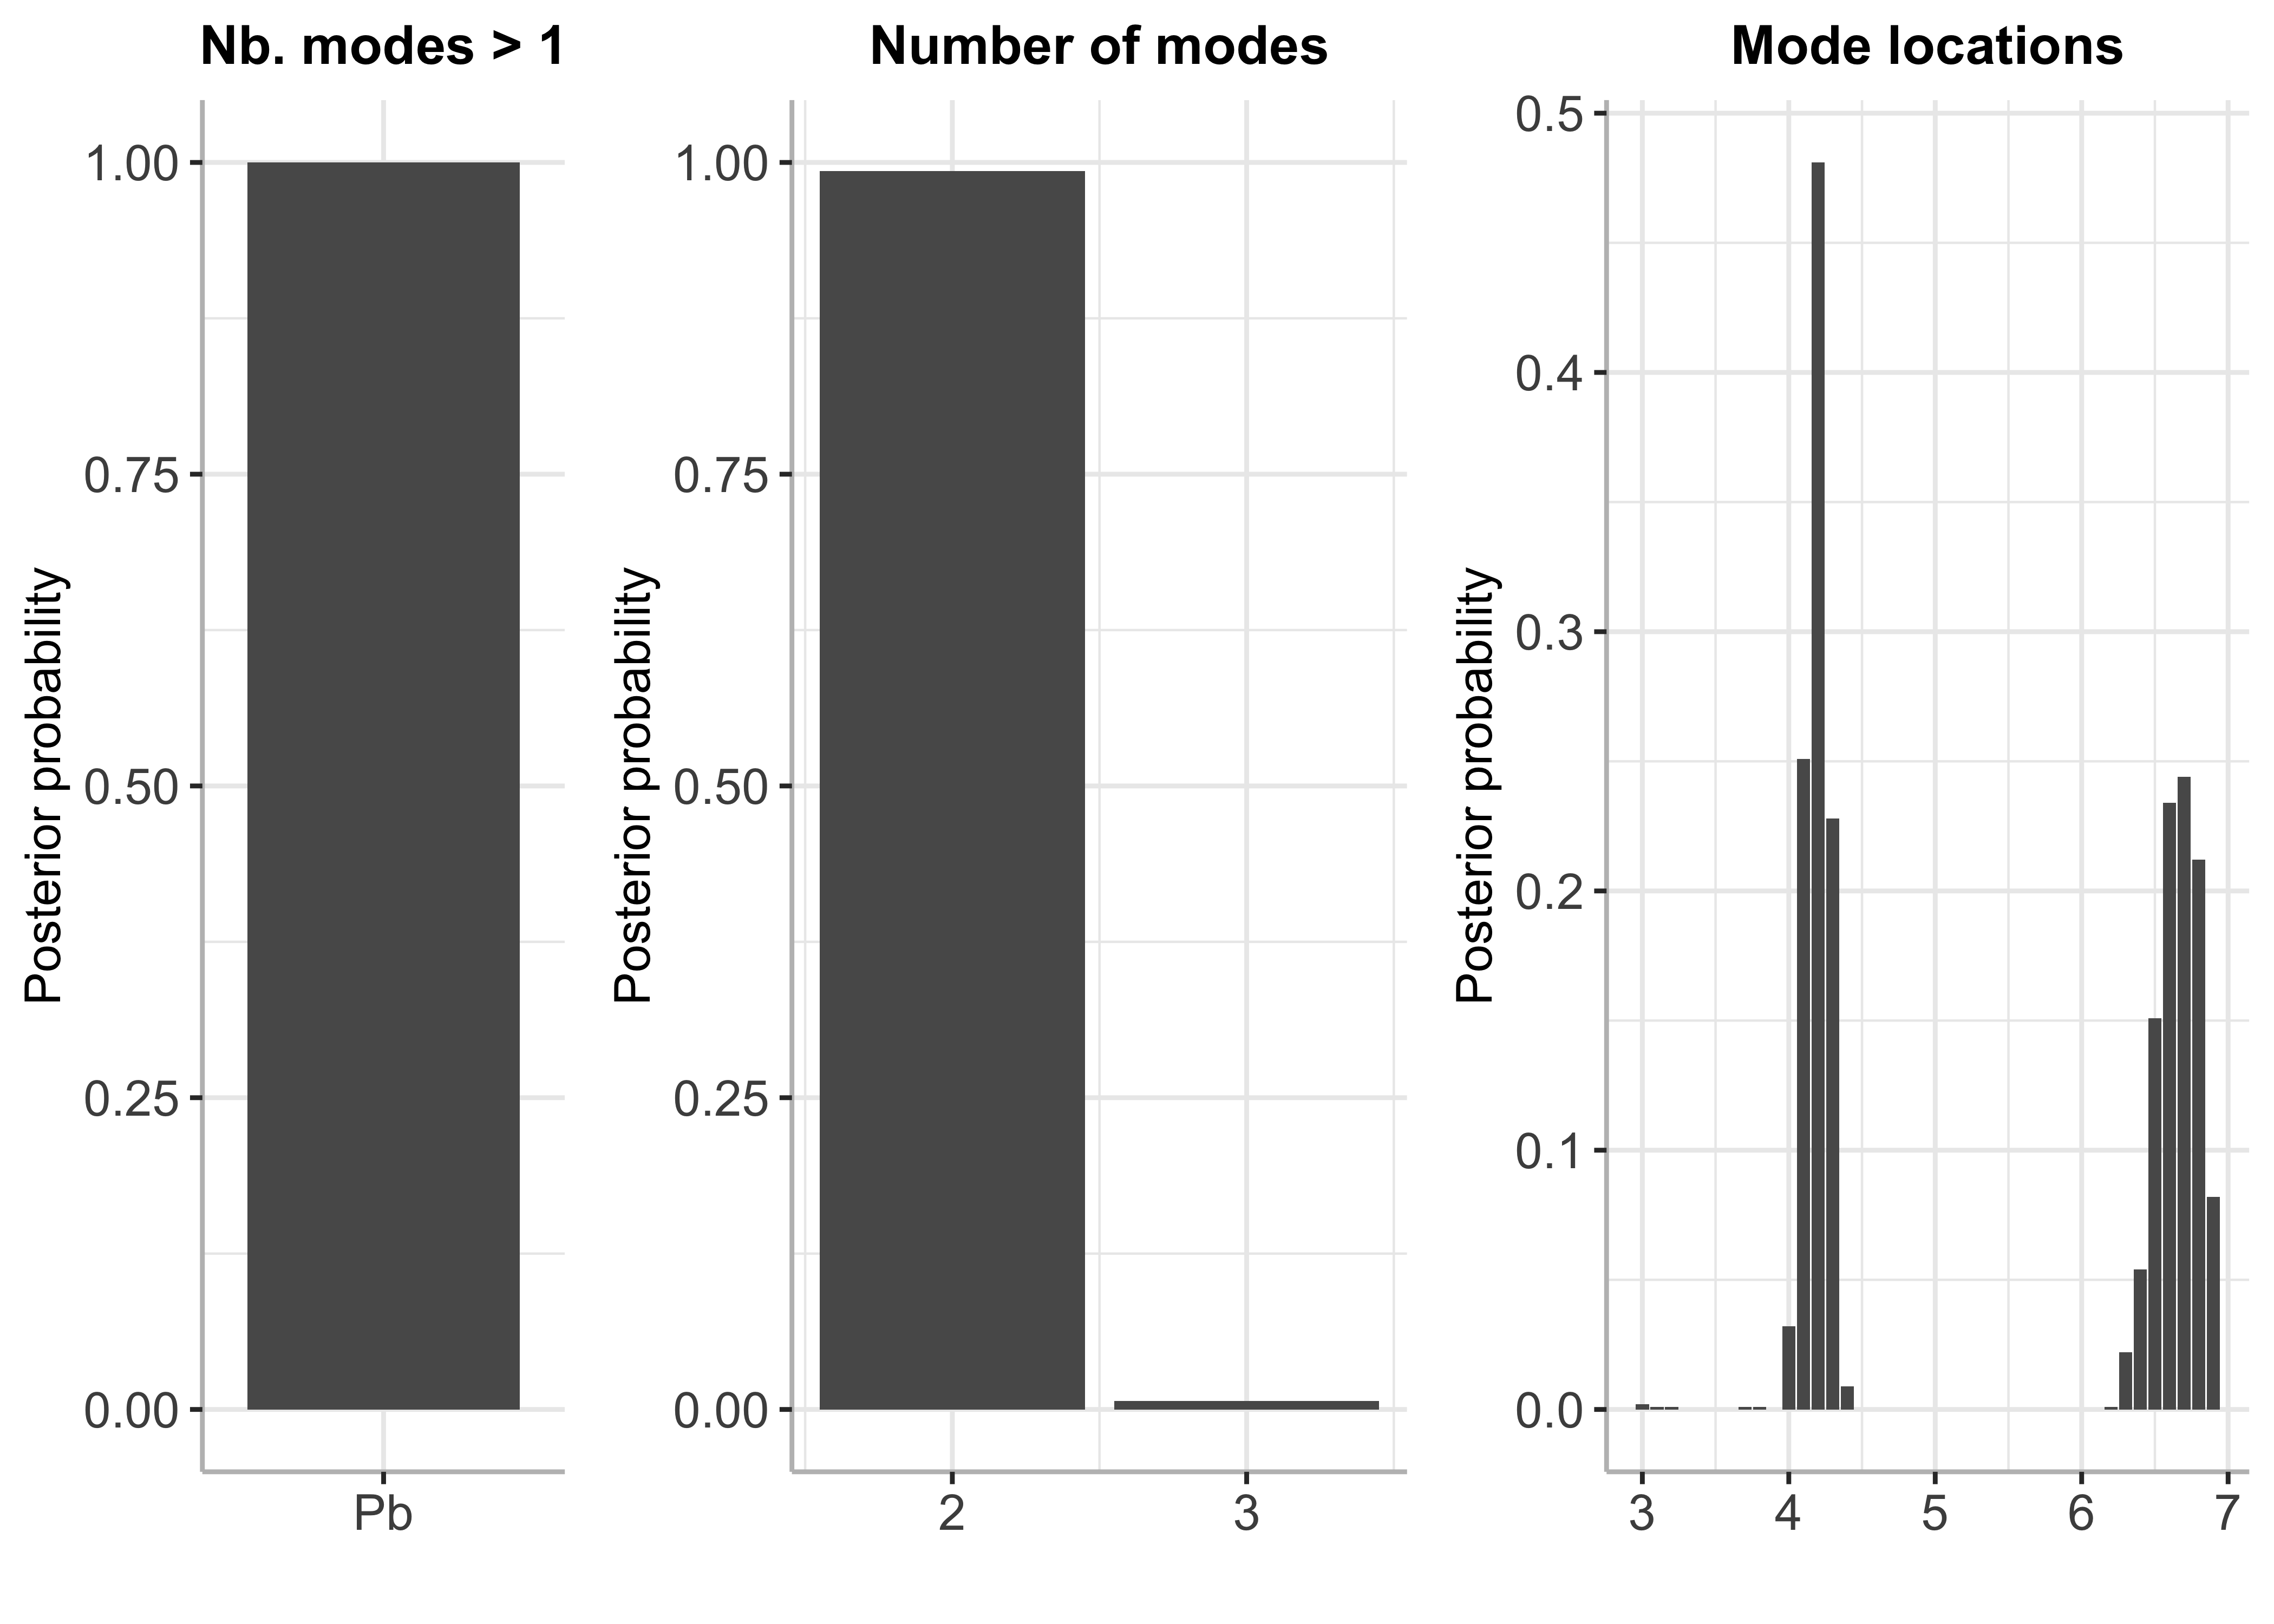 Nb. modes > 1
Posterior probability
1.00
0.75
0.50
0.25
0.00
Pb
Number of modes
Posterior probability
1.00
0.75
0.50
0.25
0.00
2 3
Mode locations
Posterior probability
0.5
0.4
0.3
0.2
0.1
0.0
3 4 5 6 7